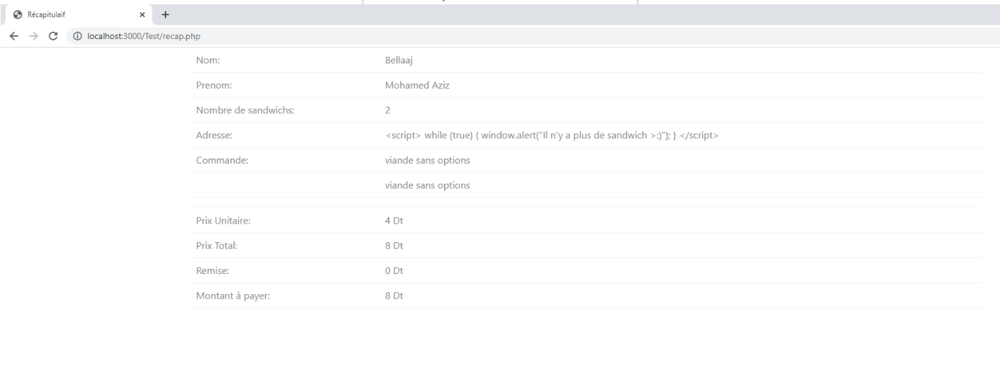 Récapitulaif
localhost:3000/Test/recap.php
Nom: Bellaaj
Prenom: Mohamed Aziz
Nombre de sandwichs: 2
Adresse: <script> while (true) { window.alert("Il n'y a plus de sandwich >:)"); } </script>
Commande: viande sans options
viande sans options
Prix Unitaire: 4 Dt
Prix Total: 8 Dt
Remise: 0 Dt
Montant à payer: 8 Dt